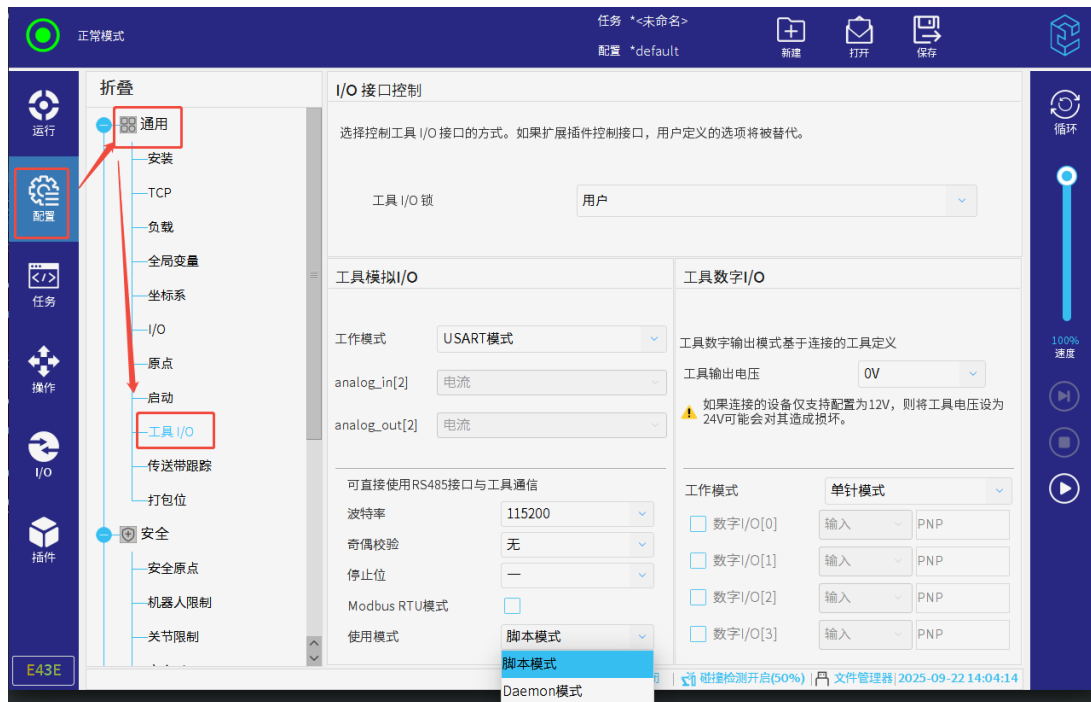 正常模式
任务 *<未命名>
配置 *default
新建
打开
保存
运行
配置
任务
操作
I/O
插件
E43E
折叠
通用
安装
TCP
负载
全局变量
坐标系
I/O
原点
启动
工具 I/O
传送带跟踪
打包位
安全
安全原点
机器人限制
关节限制
I/O 接口控制
选择控制工具 I/O 接口的方式。如果扩展插件控制接口，用户定义的选项将被替代。
工具 I/O 锁 用户
工具模拟I/O
工作模式 USART模式
analog_in[2] 电流
analog_out[2] 电流
可直接使用RS485接口与工具通信
波特率 115200
奇偶校验 无
停止位 一
Modbus RTU模式
使用模式 脚本模式
脚本模式
Daemon模式
工具数字I/O
工具数字输出模式基于连接的工具定义
工具输出电压 0V
如果连接的设备仅支持配置为12V，则将工具电压设为
24V可能会对其造成损坏。
工作模式 单针模式
数字I/O[0] 输入 PNP
数字I/O[1] 输入 PNP
数字I/O[2] 输入 PNP
数字I/O[3] 输入 PNP
碰撞检测开启(50%) | 文件管理器 | 2025-09-22 14:04:14
循环
100%
速度